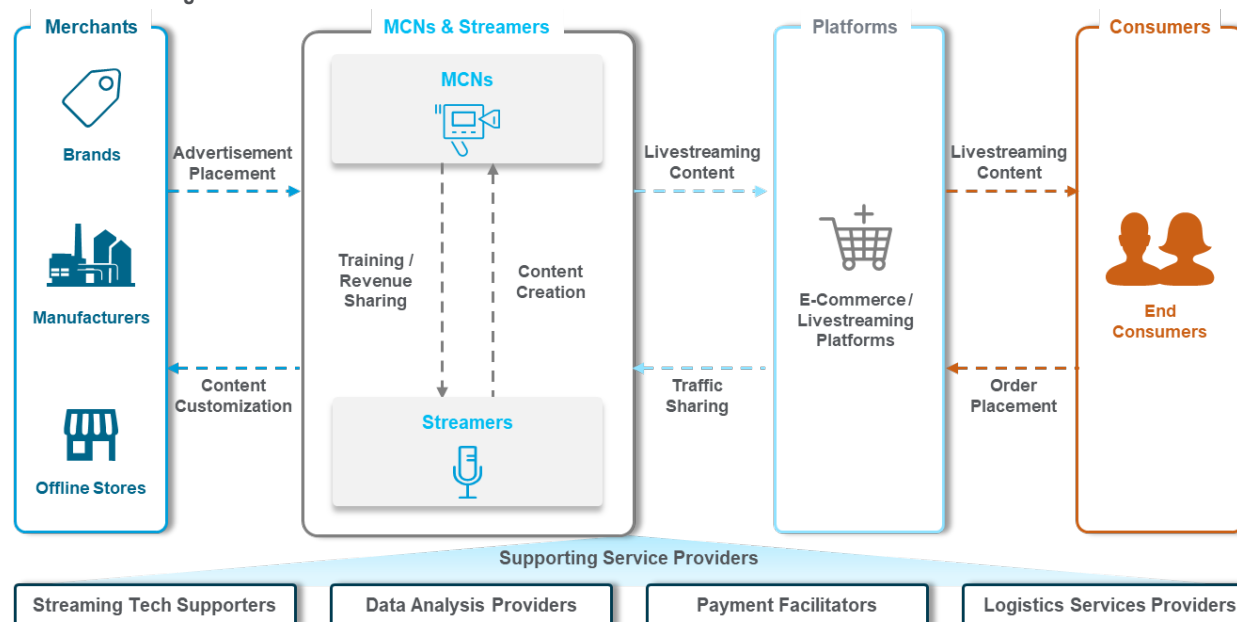 Merchants
MCNs & Streamers
Platforms
Consumers
Brands
Manufacturers
Offline Stores
Advertisement
Placement
Content
Customization
MCNs
Training /
Revenue
Sharing
Content
Creation
Streamers
Livestreaming
Content
Traffic
Sharing
E-Commerce /
Livestreaming
Platforms
Livestreaming
Content
Order
Placement
End
Consumers
Supporting Service Providers
Streaming Tech Supporters
Data Analysis Providers
Payment Facilitators
Logistics Services Providers